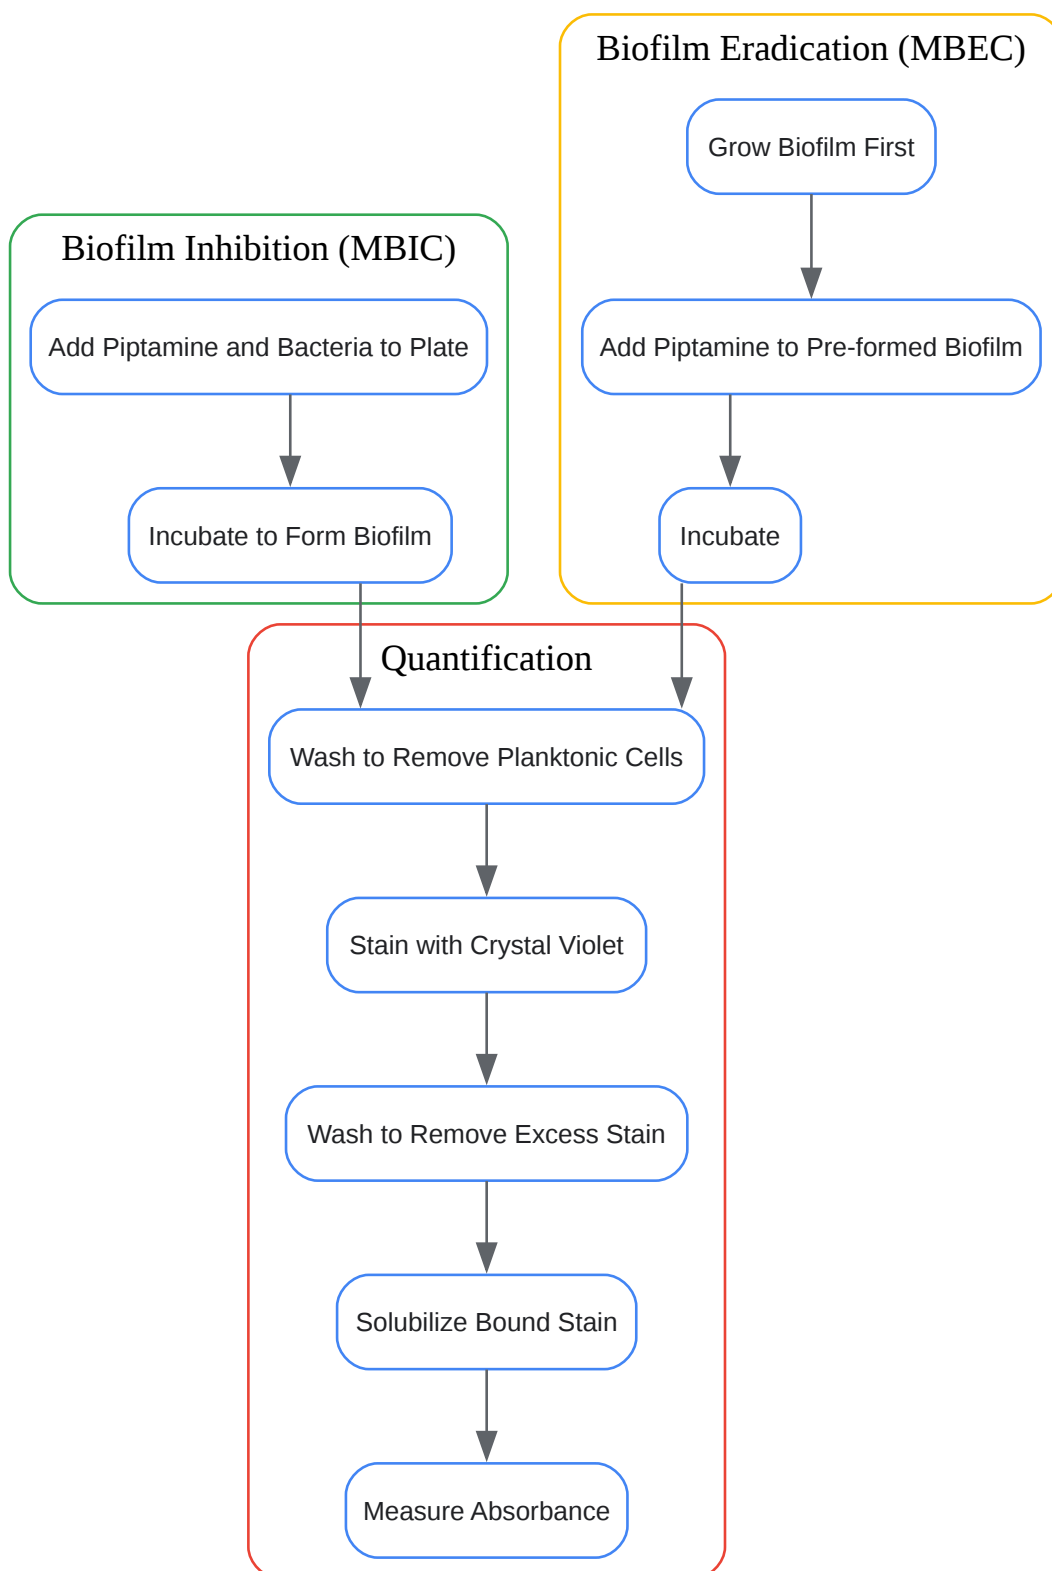 Biofilm Eradication (MBEC)
Grow Biofilm First
Biofilm Inhibition (MBIC)
Add Piptamine and Bacteria to Plate
Add Piptamine to Pre-formed Biofilm
Incubate to Form Biofilm
Incubate
Quantification
Wash to Remove Planktonic Cells
Stain with Crystal Violet
Wash to Remove Excess Stain
Solubilize Bound Stain
Measure Absorbance